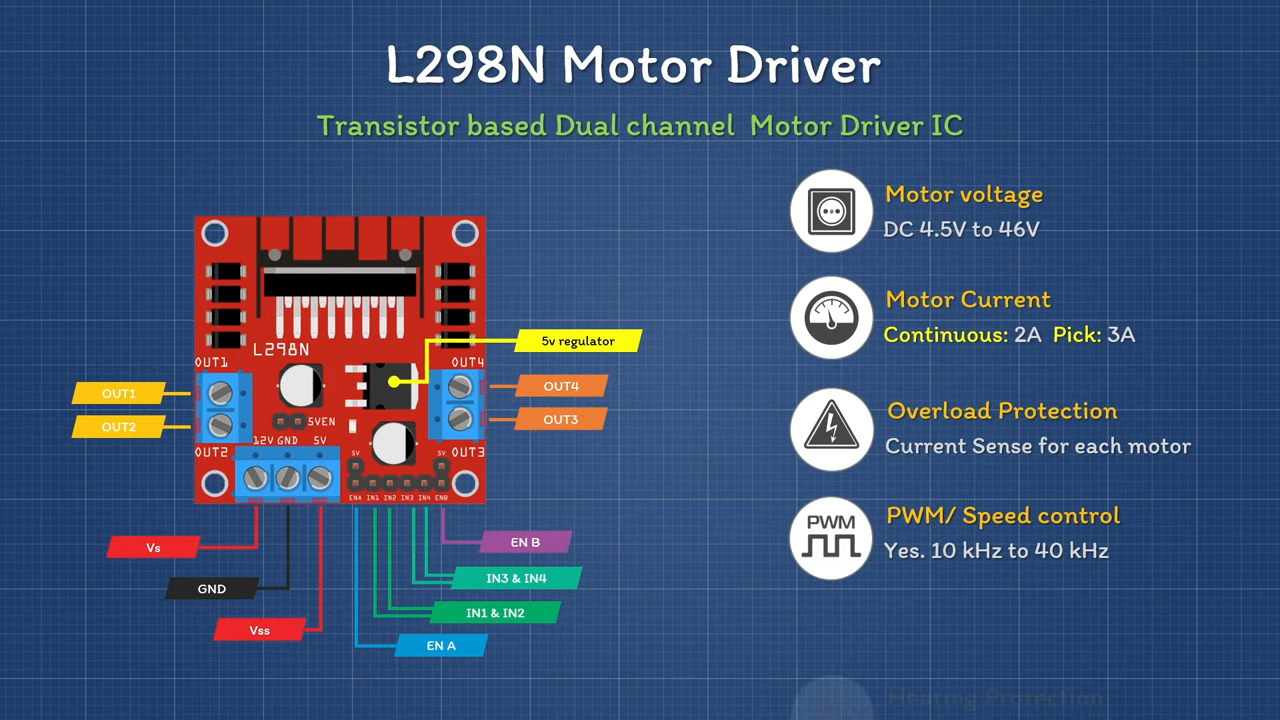 L298N Motor Driver
Transistor based Dual channel Motor Driver IC
Motor voltage
DC 4.5V to 46V
Motor Current
Continuous: 2A Pick: 3A
Overload Protection
Current Sense for each motor
PWM
PWM/ Speed control
Yes. 10 kHz to 40 kHz
Heating Protection
L298N
OUT1
OUT4
5v regulator
OUT1
OUT2
OUT4
OUT3
5VEN
12V GND 5V
OUT2
OUT3
5V
5V
ENA IN1 IN2 IN3 IN4 ENB
Vs
GND
Vss
EN B
IN3 & IN4
IN1 & IN2
EN A